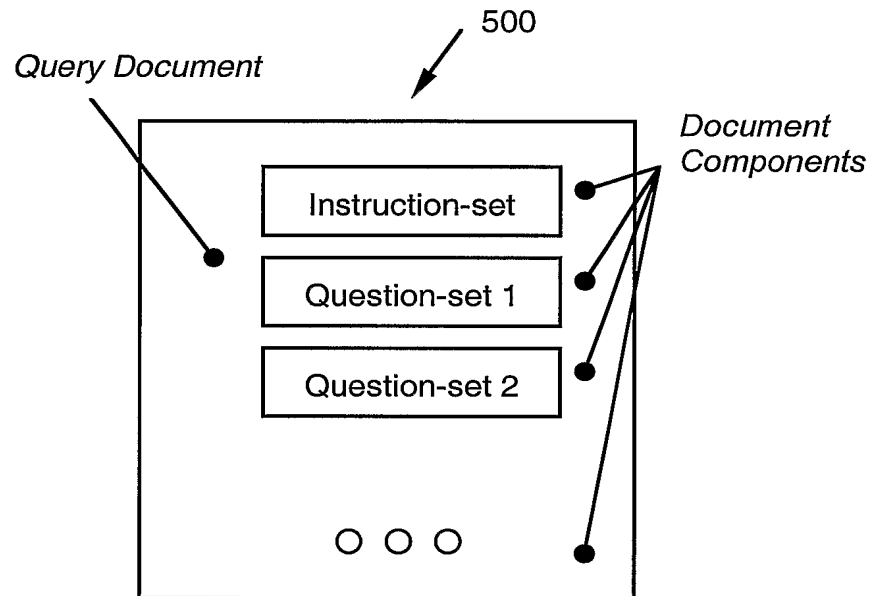 500
Query Document
Document
Components
Instruction-set
Question-set 1
Question-set 2